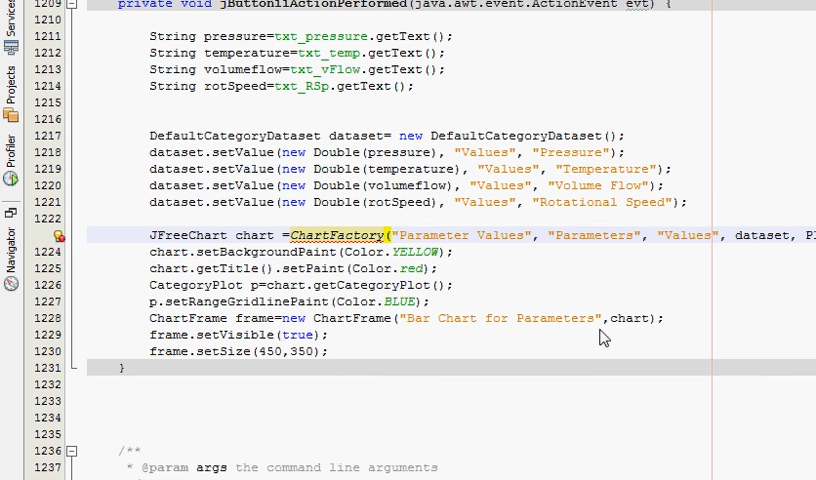 Services
Projects
Profiler
Navigator
1209 private void jButton11ActionPerformed(java.awt.event.ActionEvent evt) {
1210
1211 String pressure=txt_pressure.getText();
1212 String temperature=txt_temp.getText();
1213 String volumeflow=txt_vFlow.getText();
1214 String rotSpeed=txt_RSp.getText();
1215
1216
1217 DefaultCategoryDataset dataset= new DefaultCategoryDataset();
1218 dataset.setValue(new Double(pressure), "Values", "Pressure");
1219 dataset.setValue(new Double(temperature), "Values", "Temperature");
1220 dataset.setValue(new Double(volumeflow), "Values", "Volume Flow");
1221 dataset.setValue(new Double(rotSpeed), "Values", "Rotational Speed");
1222
JFreeChart chart =ChartFactory("Parameter Values", "Parameters", "Values", dataset,
1224 chart.setBackgroundPaint(Color.YELLOW);
1225 chart.getTitle().setPaint(Color.red);
1226 CategoryPlot p=chart.getCategoryPlot();
1227 p.setRangeGridlinePaint(Color.BLUE);
1228 ChartFrame frame=new ChartFrame("Bar Chart for Parameters",chart);
1229 frame.setVisible(true);
1230 frame.setSize(450,350);
1231 }
1232
1233
1234
1235
1236 /**
1237 * @param args the command line arguments